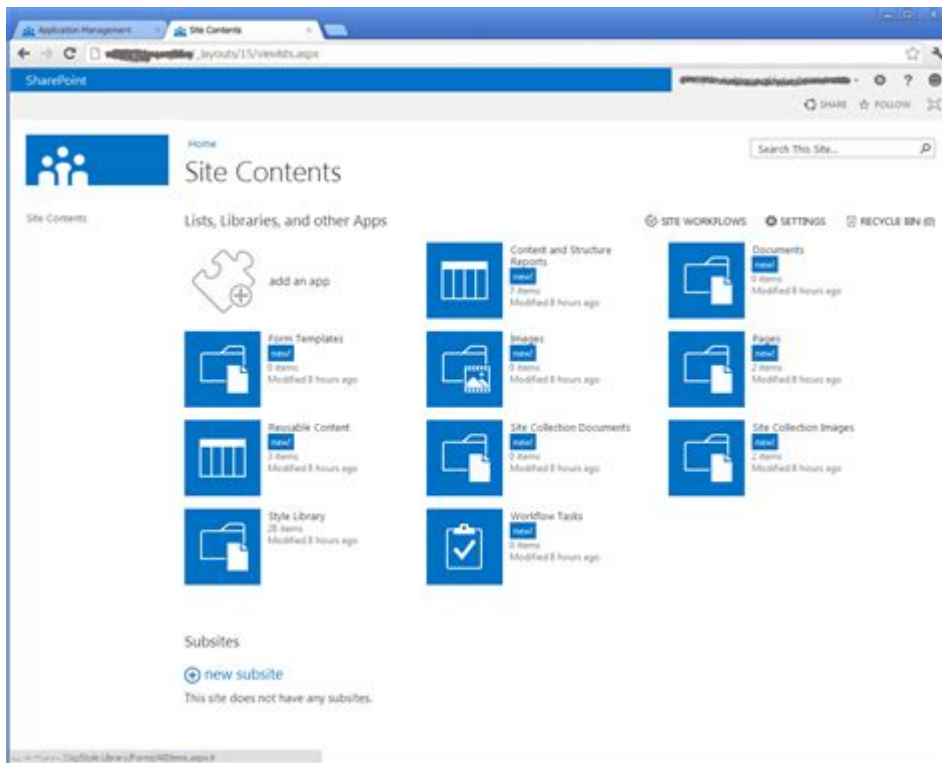 Application Management
Site Contents
_layouts/15/viewlsts.aspx
SharePoint
SHARE
FOLLOW
Home
Site Contents
Search This Site...
Site Contents
Lists, Libraries, and other Apps
SITE WORKFLOWS
SETTINGS
RECYCLE BIN (0)
add an app
Content and Structure
Reports
new!
7 items
Modified 8 hours ago
Documents
new!
0 items
Modified 8 hours ago
Form Templates
new!
0 items
Modified 8 hours ago
Images
new!
0 items
Modified 8 hours ago
Pages
new!
2 items
Modified 8 hours ago
Reusable Content
new!
3 items
Modified 8 hours ago
Site Collection Documents
new!
0 items
Modified 8 hours ago
Site Collection Images
new!
2 items
Modified 8 hours ago
Style Library
28 items
Modified 8 hours ago
Workflow Tasks
new!
0 items
Modified 8 hours ago
Subsites
new subsite
This site does not have any subsites.
Library/Forms/AllItems.aspx#